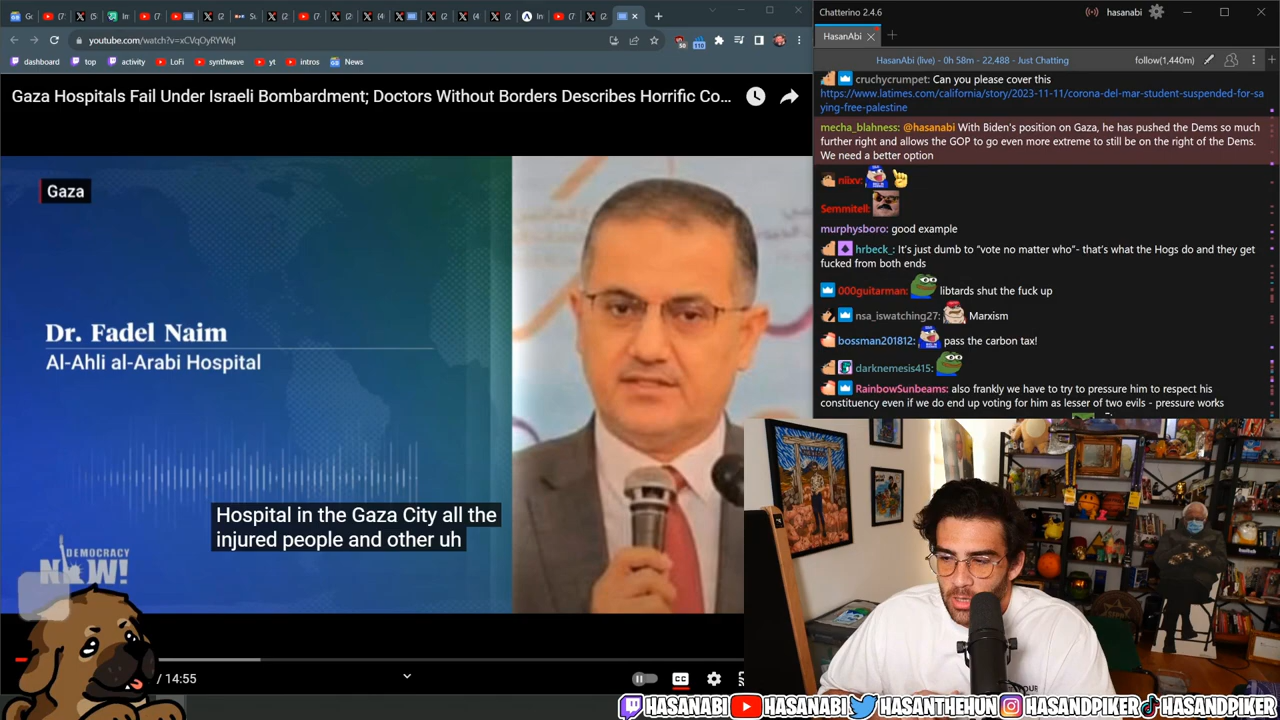 Chatterino 2.4.6
hasanabi
youtube.com/watch?v=xCVqOyRYWqI
HasanAbi
dashboard
top
activity
LoFi
synthwave
yt
intros
News
HasanAbi (live) - 0h 58m - 22,488 - Just Chatting
follow(1,440m)
Gaza Hospitals Fail Under Israeli Bombardment; Doctors Without Borders Describes Horrific Co...
Gaza
Dr. Fadel Naim
Al-Ahli al-Arabi Hospital
Hospital in the Gaza City all the
injured people and other uh
DEMOCRACY
NOW!
/ 14:55
CC
cruchycrumpet: Can you please cover this
https://www.latimes.com/california/story/2023-11-11/corona-del-mar-student-suspended-for-sa
ying-free-palestine
mecha_blahness: @hasanabi With Biden's position on Gaza, he has pushed the Dems so much
further right and allows the GOP to go even more extreme to still be on the right of the Dems.
We need a better option
niixv:
Semmitell:
murphysboro: good example
hrbeck_: It's just dumb to “vote no matter who”- that's what the Hogs do and they get
fucked from both ends
000guitarman: libtards shut the fuck up
nsa_iswatching27: Marxism
bossman201812: pass the carbon tax!
darknemesis415:
RainbowSunbeams: also frankly we have to try to pressure him to respect his
constituency even if we do end up voting for him as lesser of two evils - pressure works
HASANABI HASANABI HASANTHEHUN HASANDPIKER HASANDPIKER